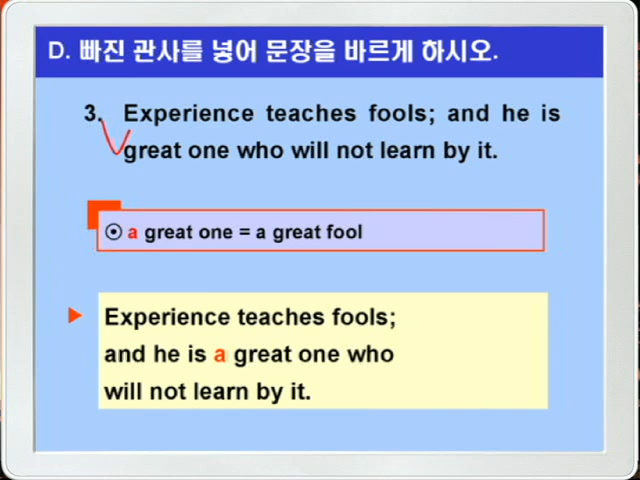 D. 빠진 관사를 넣어 문장을 바르게 하시오.
3. Experience teaches fools; and he is
great one who will not learn by it.
⊙ a great one = a great fool
▶ Experience teaches fools;
and he is a great one who
will not learn by it.